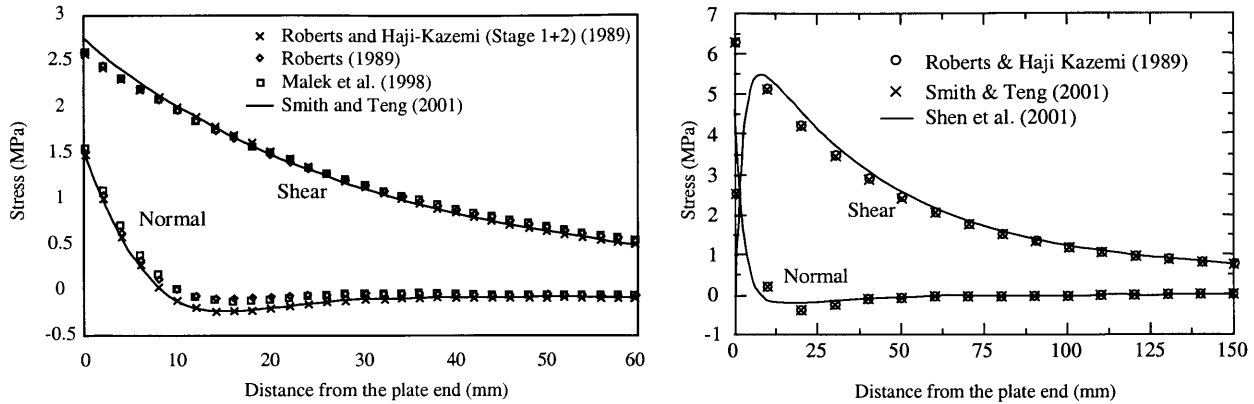 Stress (MPa)
3
2.5
2
1.5
1
0.5
0
-0.5
× Roberts and Haji-Kazemi (Stage 1+2) (1989)
Roberts (1989)
Malek et al. (1998)
Smith and Teng (2001)
Shear
Normal
0 10 20 30 40 50 60
Distance from the plate end (mm)
Stress (MPa)
7
6
5
4
3
2
1
0
-1
Roberts & Haji Kazemi (1989)
× Smith & Teng (2001)
Shen et al. (2001)
Shear
Normal
0 25 50 75 100 125 150
Distance from the plate end (mm)